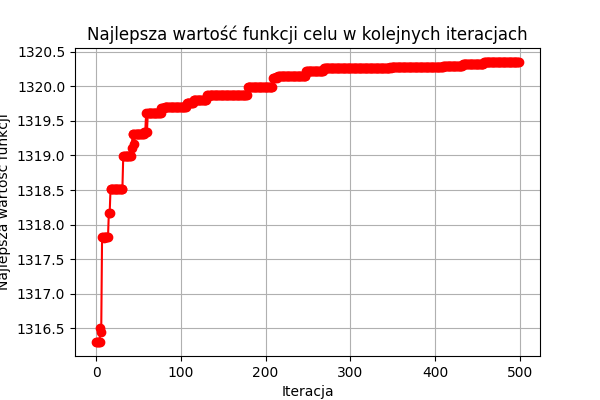 Najlepsza wartość funkcji celu w kolejnych iteracjach
Najlepsza wartość funkcji
1320.5
1320.0
1319.5
1319.0
1318.5
1318.0
1317.5
1317.0
1316.5
0 100 200 300 400 500
Iteracja